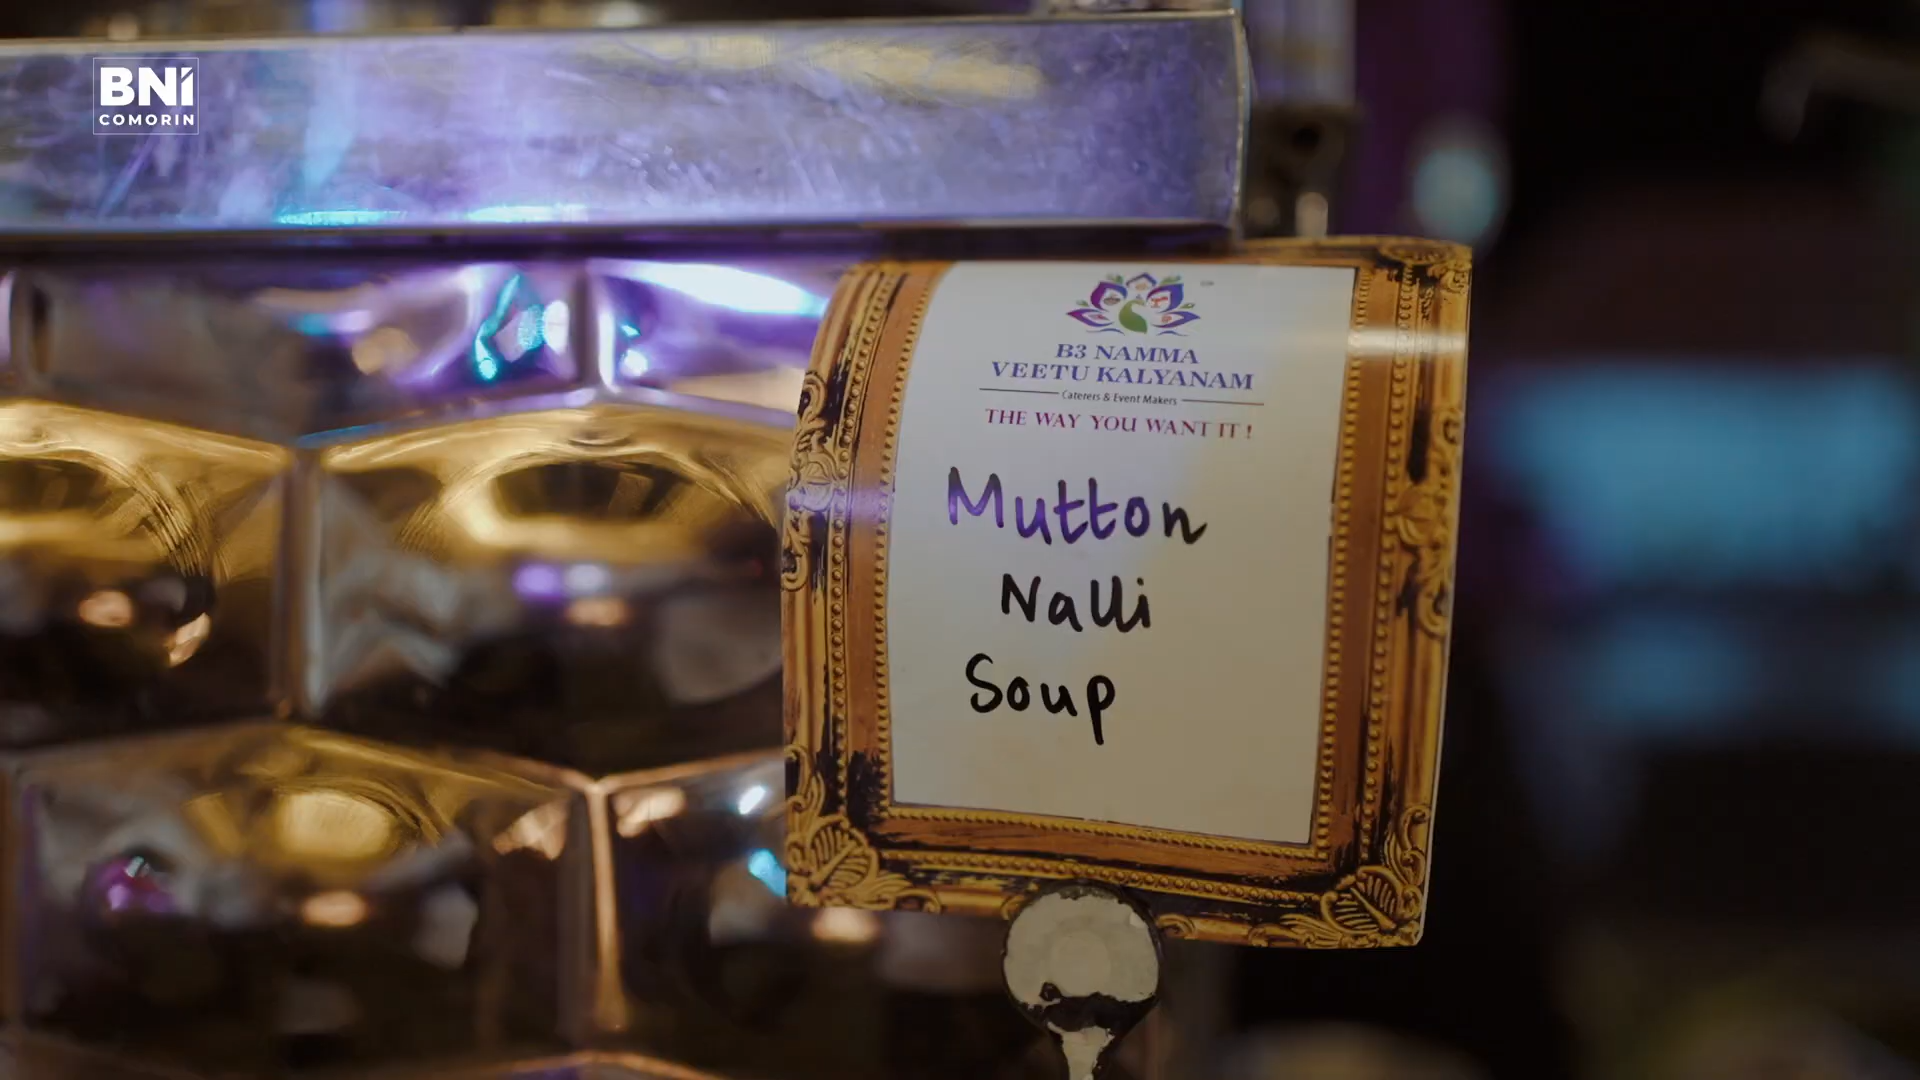 BNI
COMORIN
B3 NAMMA
VEETU KALYANAM
Caterers & Event Makers
THE WAY YOU WANT IT !
Mutton
Nalli
Soup